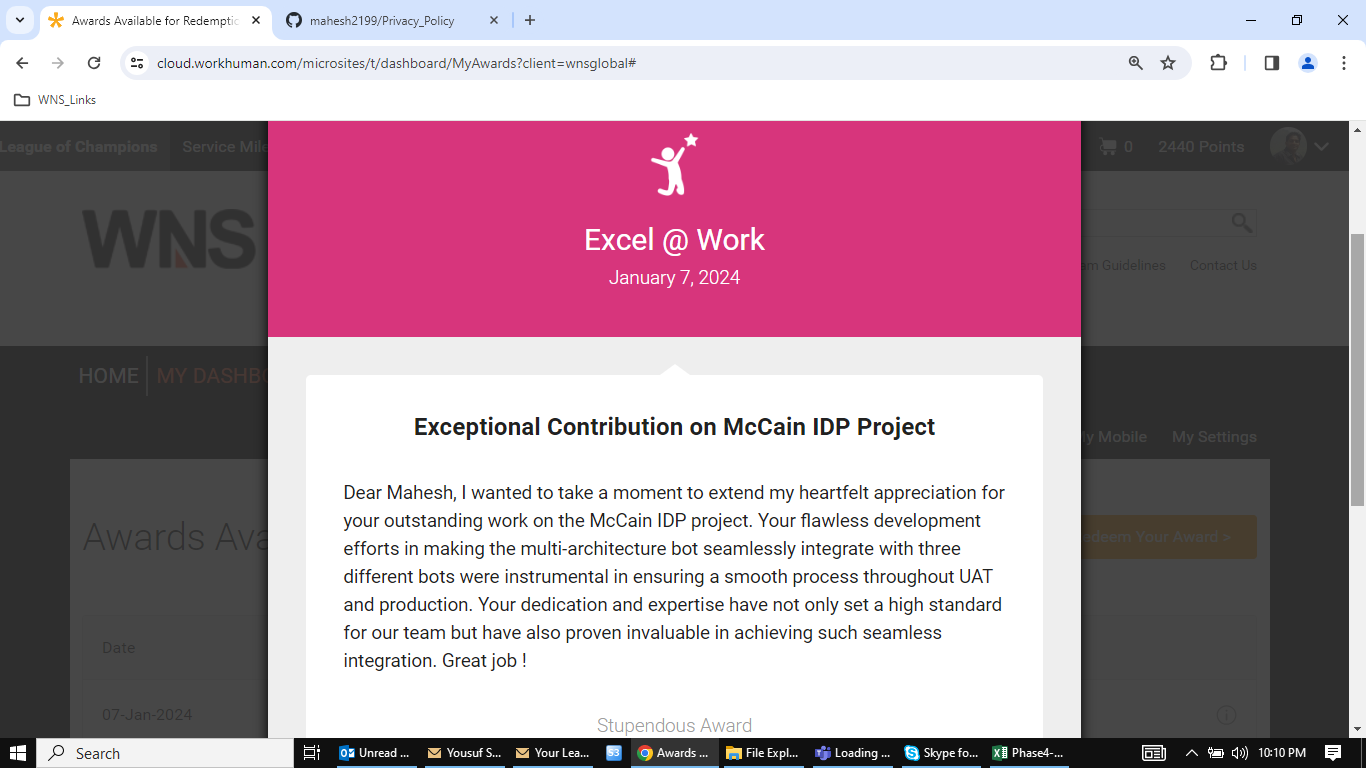 Awards Available for Redemptic
mahesh2199/Privacy_Policy
cloud.workhuman.com/microsites/t/dashboard/MyAwards?client=wnsglobal#
WNS_Links
League of Champions
Service Mile
0
2440 Points
Excel @ Work
January 7, 2024
WNS
am Guidelines
Contact Us
HOME
MY DASHBO
My Mobile
My Settings
Exceptional Contribution on McCain IDP Project
Dear Mahesh, I wanted to take a moment to extend my heartfelt appreciation for
your outstanding work on the McCain IDP project. Your flawless development
efforts in making the multi-architecture bot seamlessly integrate with three
different bots were instrumental in ensuring a smooth process throughout UAT
and production. Your dedication and expertise have not only set a high standard
for our team but have also proven invaluable in achieving such seamless
integration. Great job !
Stupendous Award
Awards Ava
edeem Your Award >
Date
07-Jan-2024
Search
Unread ...
Yousuf S...
Your Lea...
Awards ...
File Expl...
Loading ...
Skype fo...
Phase4-...
10:10 PM